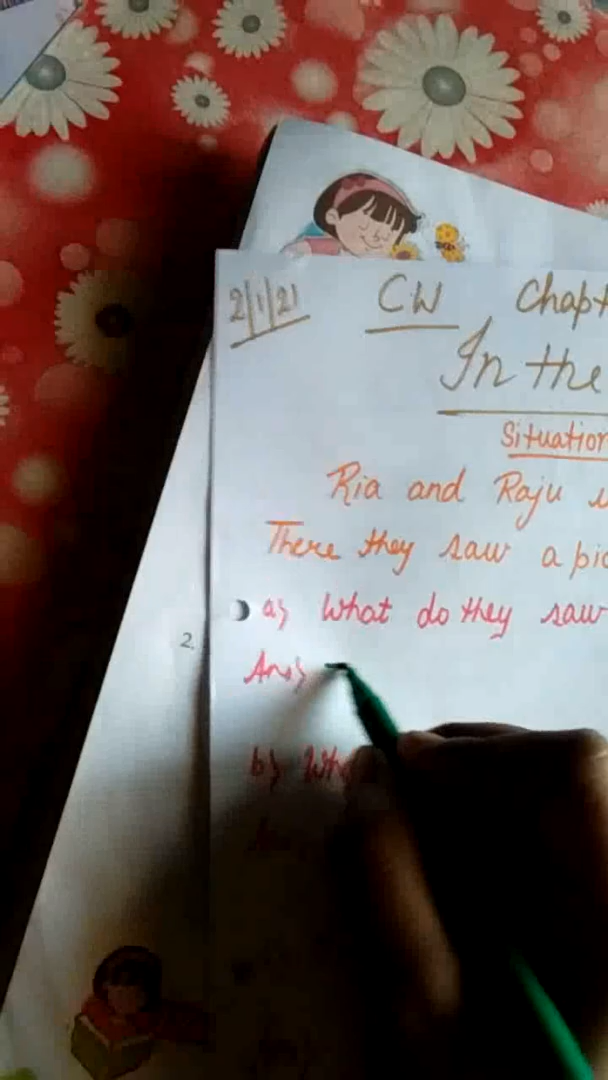 2/1/21 CW Chapt
In the
Situation
Ria and Raju
There they saw a pic
a) What do they saw
2.
Ans)
b)